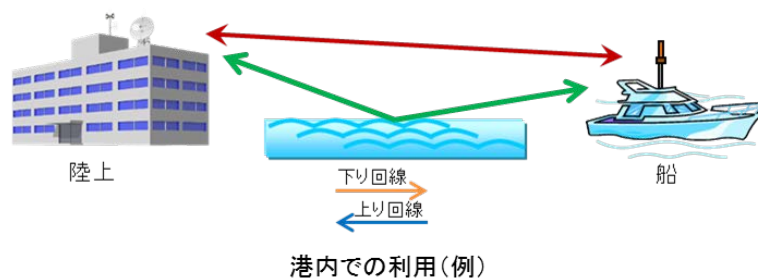 陸上
船
下り回線
上り回線
港内での利用(例)